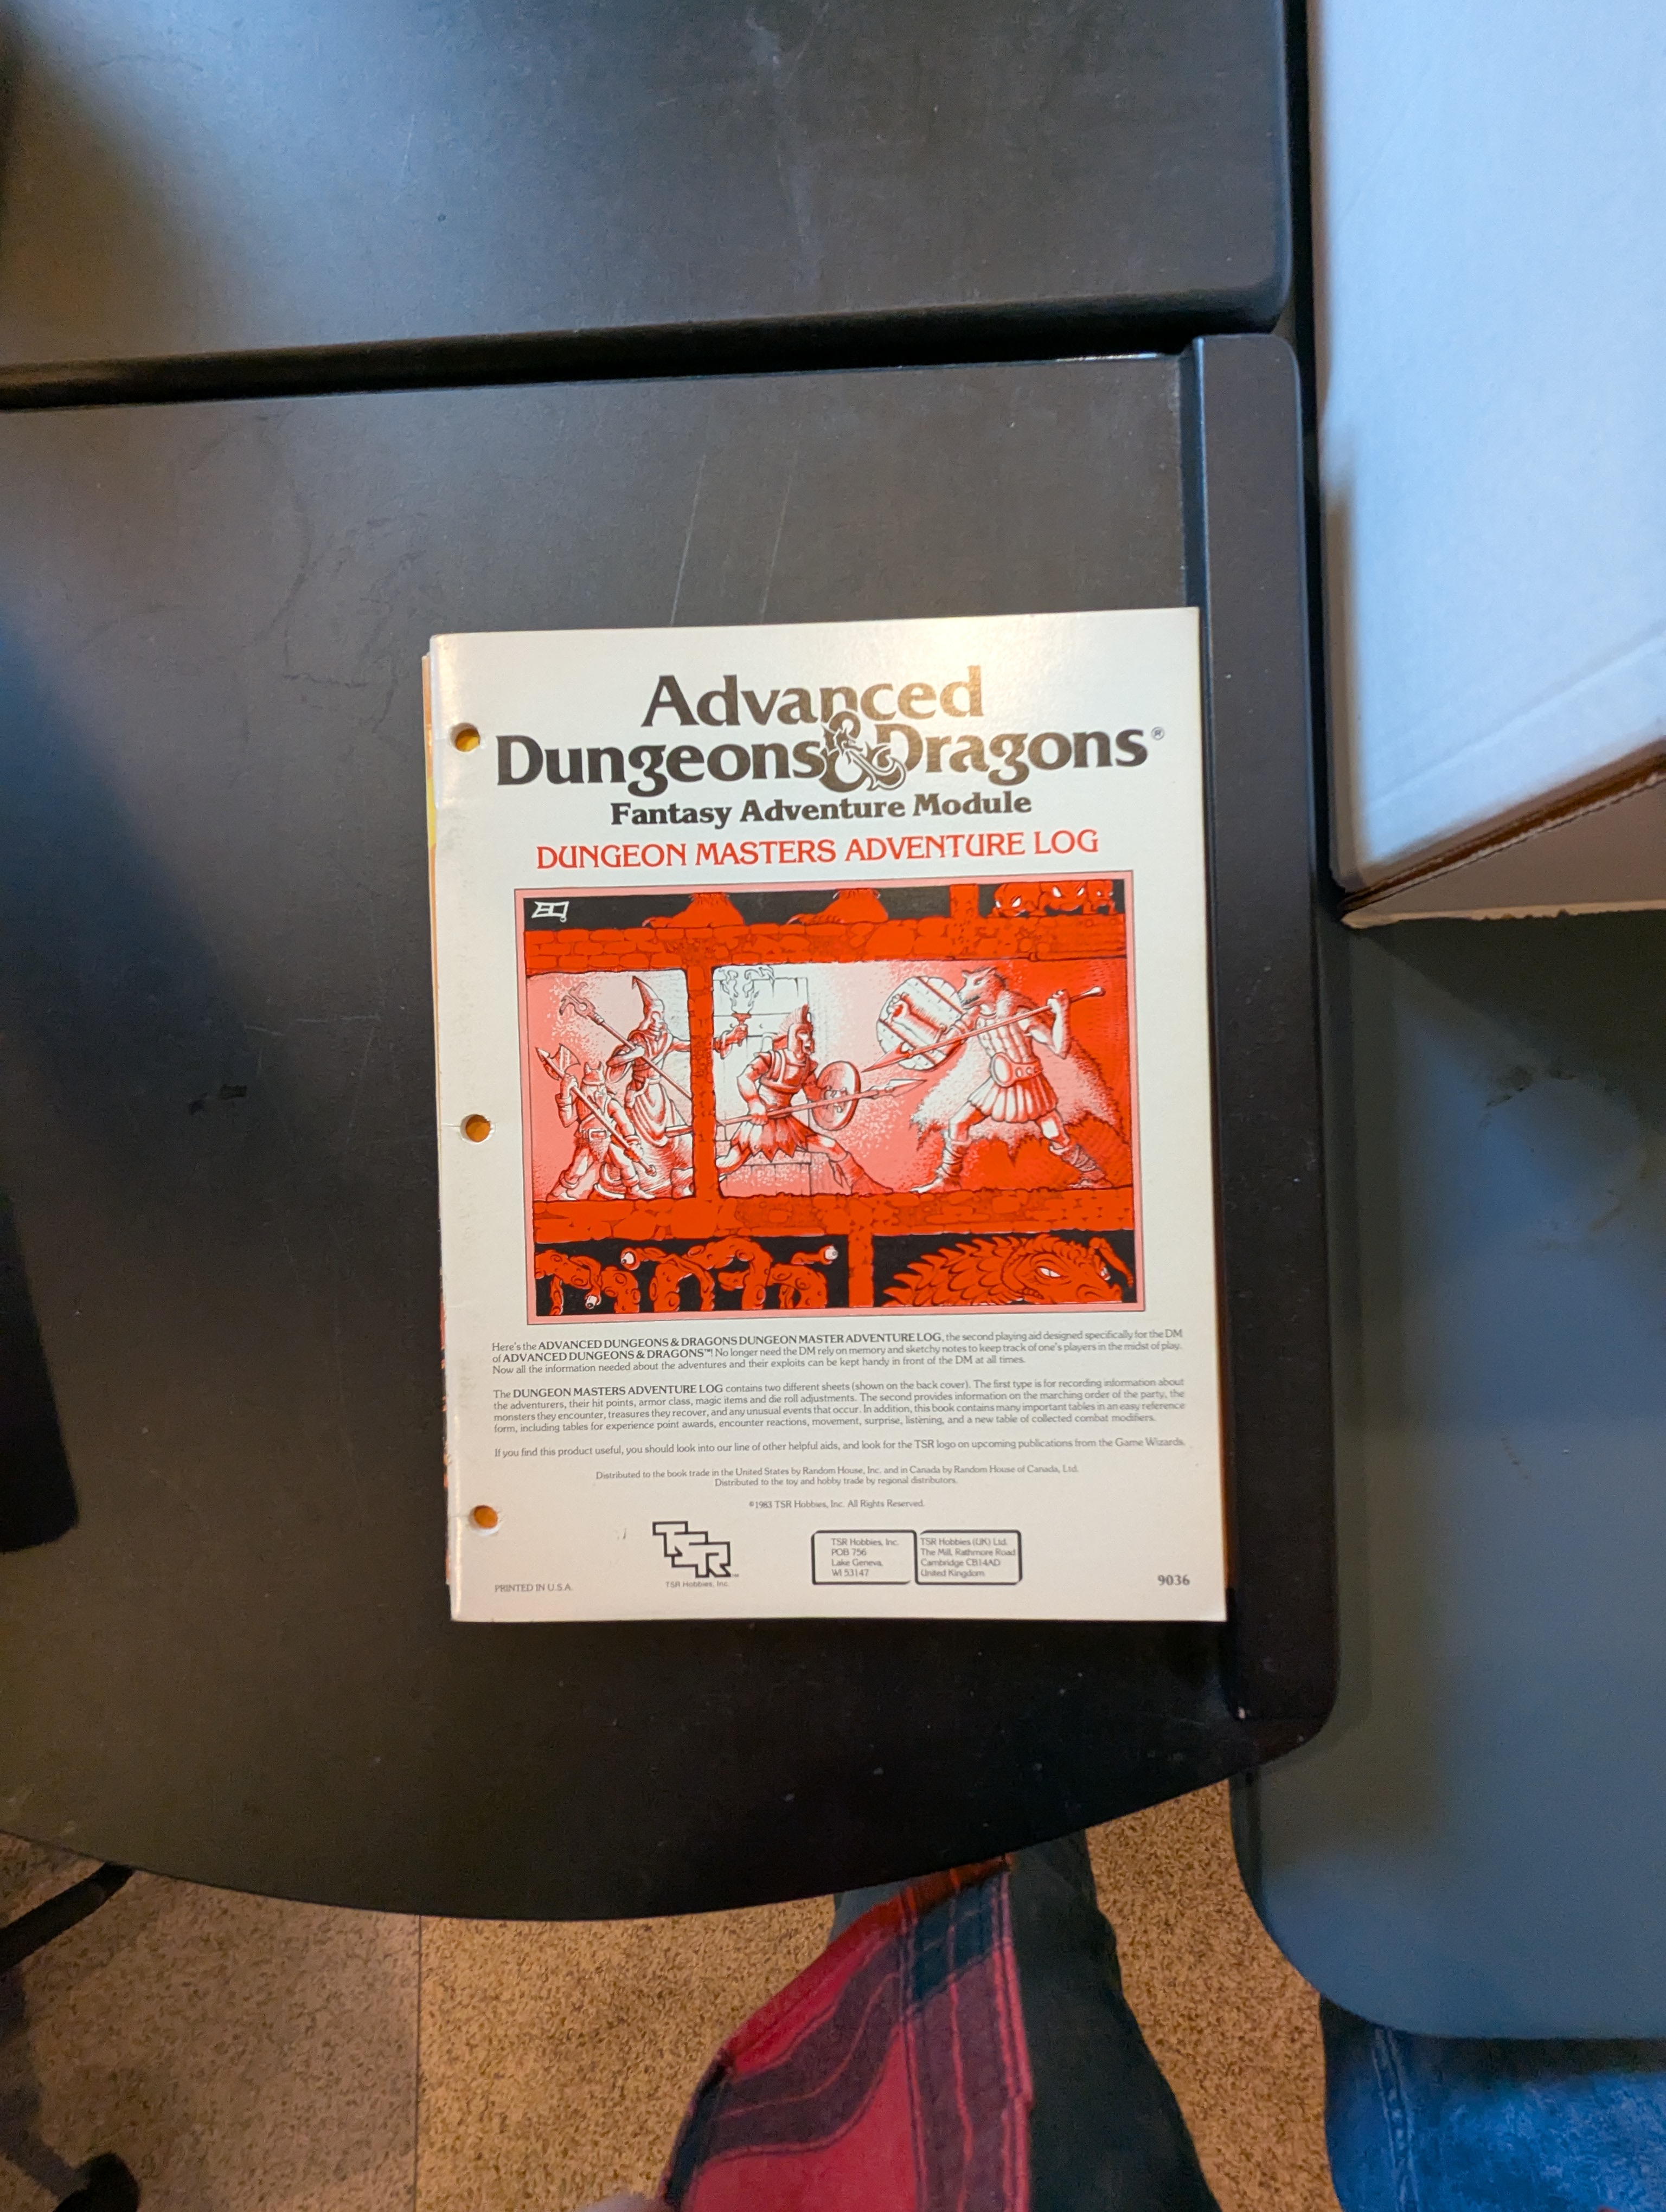 Advanced
Dungeons & Dragons®
Fantasy Adventure Module
DUNGEON MASTERS ADVENTURE LOG
Here's the ADVANCED DUNGEONS & DRAGONS DUNGEON MASTER ADVENTURE LOG, the second playing aid designed specifically for the DM
of ADVANCED DUNGEONS & DRAGONS™! No longer need the DM rely on memory and sketchy notes to keep track of one's players in the midst of play.
Now all the information needed about the adventures and their exploits can be kept handy in front of the DM at all times.
The DUNGEON MASTERS ADVENTURE LOG contains two different sheets (shown on the back cover). The first type is for recording information about
the adventurers, their hit points, armor class, magic items and die roll adjustments. The second provides information on the marching order of the party, the
monsters they encounter, treasures they recover, and any unusual events that occur. In addition, this book contains many important tables in an easy reference
form, including tables for experience point awards, encounter reactions, movement, surprise, listening, and a new table of collected combat modifiers.
If you find this product useful, you should look into our line of other helpful aids, and look for the TSR logo on upcoming publications from the Game Wizards.
Distributed to the book trade in the United States by Random House, Inc. and in Canada by Random House of Canada, Ltd.
Distributed to the toy and hobby trade by regional distributors.
©1983 TSR Hobbies, Inc. All Rights Reserved.
TSR™
TSR Hobbies, Inc.
TSR Hobbies, Inc.
POB 756
Lake Geneva,
WI 53147
TSR Hobbies (UK) Ltd.
The Mill, Rathmore Road
Cambridge CB14AD
United Kingdom
PRINTED IN U.S.A.
9036